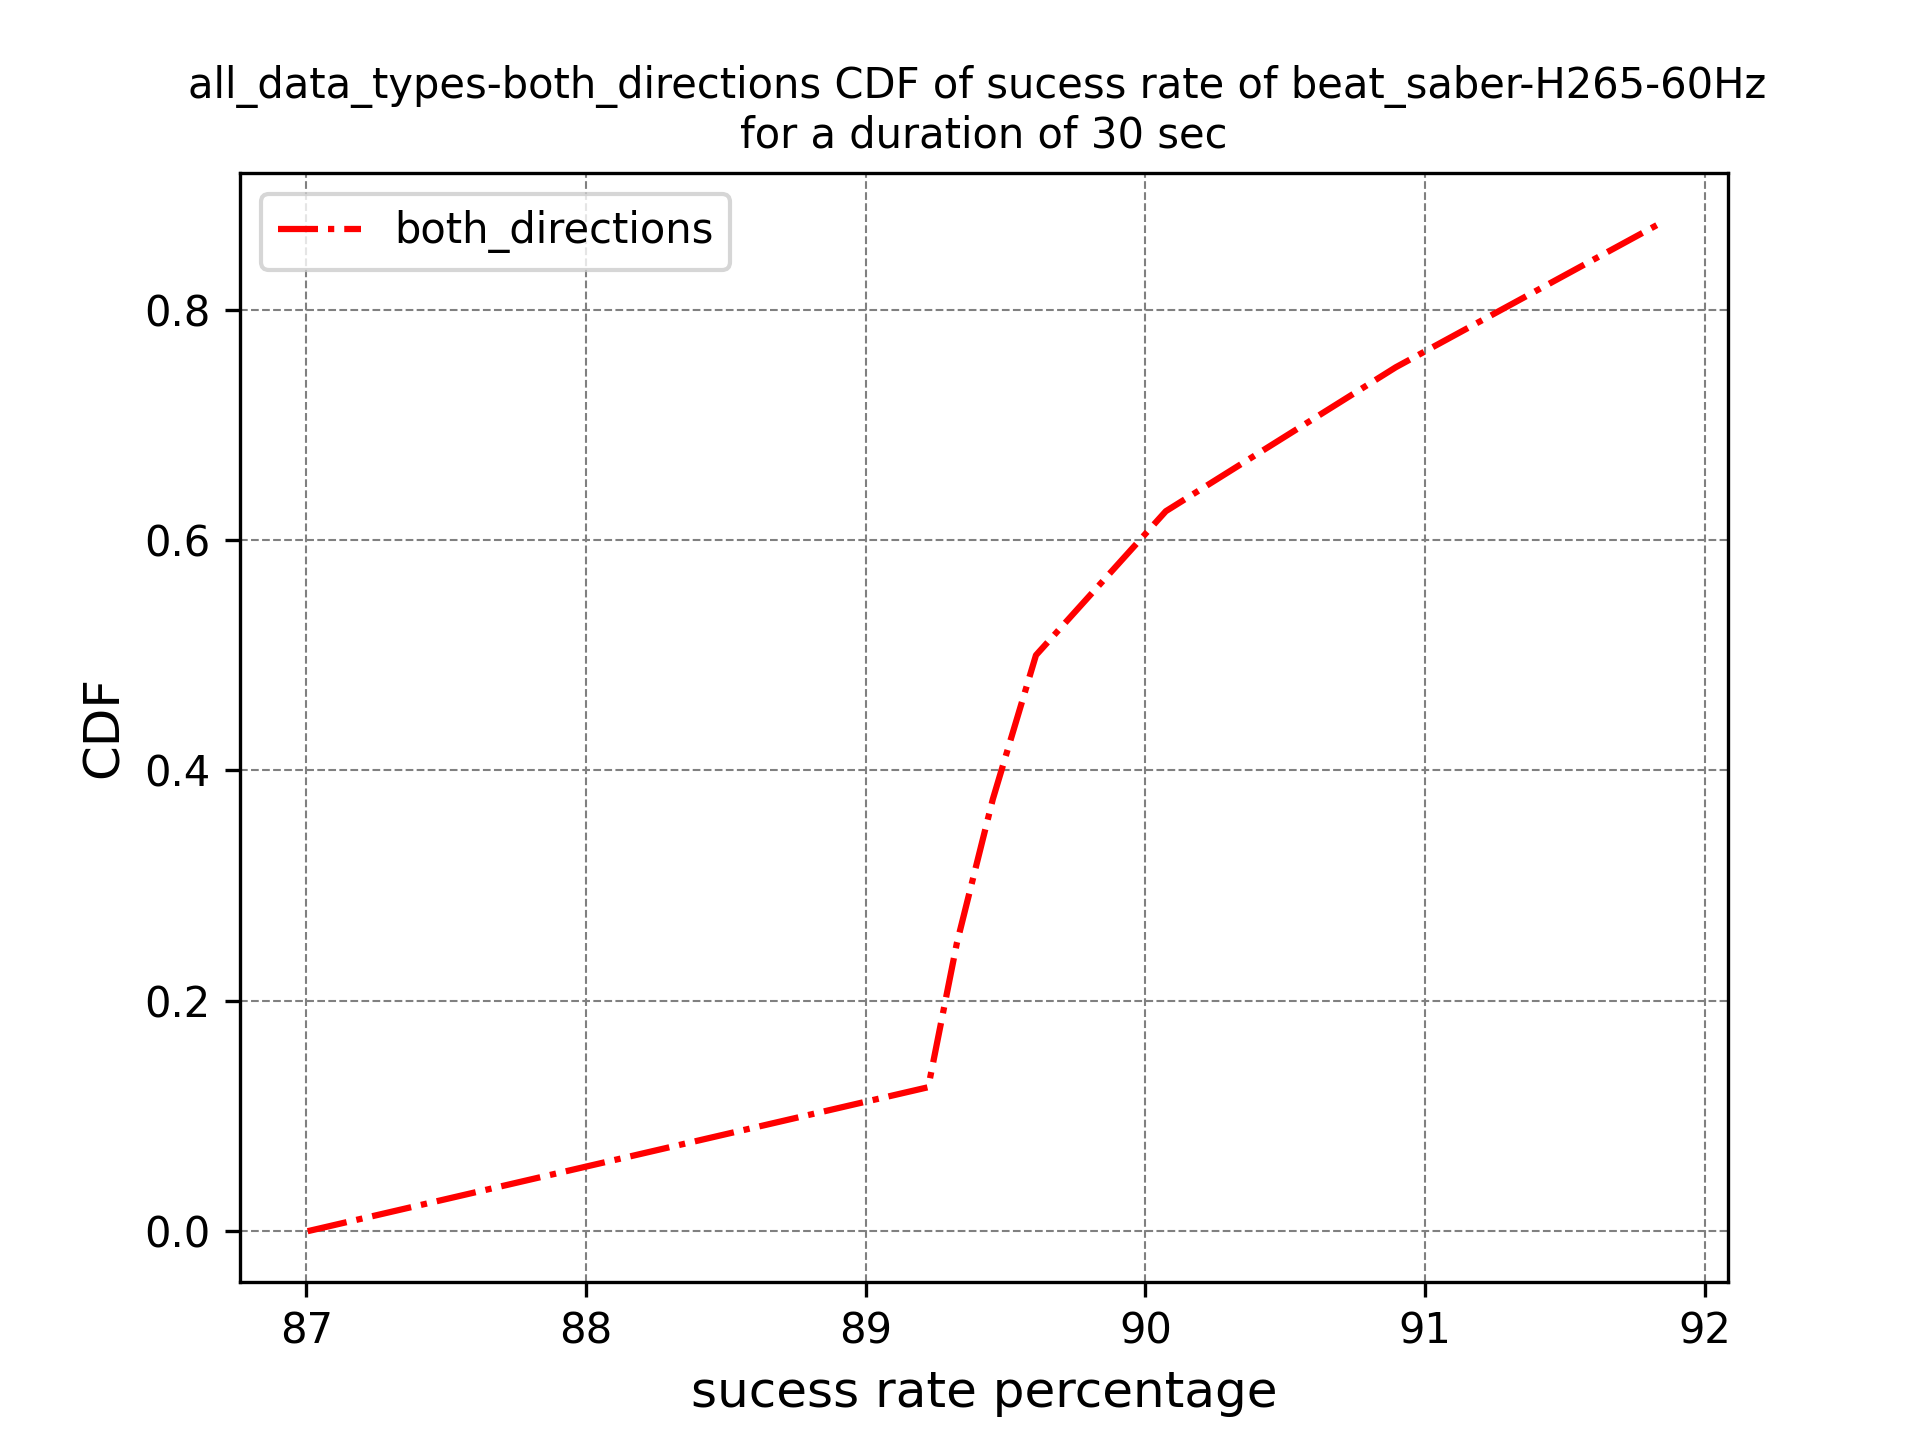 all_data_types-both_directions CDF of sucess rate of beat_saber-H265-60Hz
for a duration of 30 sec
both_directions
0.8
0.6
0.4
0.2
0.0
CDF
87 88 89 90 91 92
sucess rate percentage